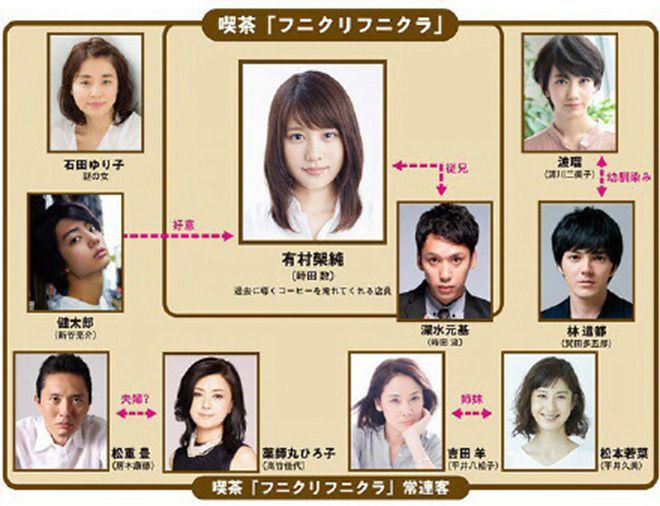 喫茶「フニクリフニクラ」
石田ゆり子
謎の女
波瑠
(清川二美子)
幼馴染み
従兄
好意
有村架純
(時田 数)
過去に導くコーヒーを淹れてくれる店員
健太郎
(新谷亮介)
深水元基
(時田 流)
林 遣都
(賀田多五郎)
夫婦?
松重 豊
(房木康徳)
薬師丸ひろ子
(高竹佳代)
吉田 羊
(平井八絵子)
姉妹
松本若菜
(平井久美)
喫茶「フニクリフニクラ」常連客